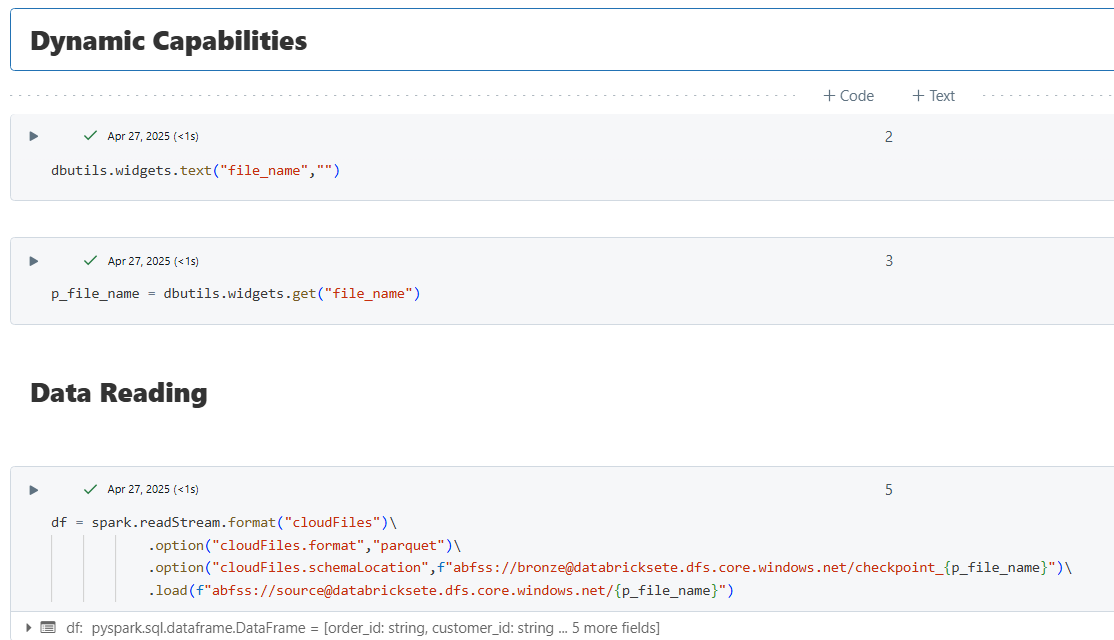 Dynamic Capabilities
+ Code + Text
Apr 27, 2025 (<1s) 2
dbutils.widgets.text("file_name","")
Apr 27, 2025 (<1s) 3
p_file_name = dbutils.widgets.get("file_name")
Data Reading
Apr 27, 2025 (<1s) 5
df = spark.readStream.format("cloudFiles")\
.option("cloudFiles.format","parquet")\
.option("cloudFiles.schemaLocation",f"abfss://bronze@databricksete.dfs.core.windows.net/checkpoint_{p_file_name}")\
.load(f"abfss://source@databricksete.dfs.core.windows.net/{p_file_name}")
df: pyspark.sql.dataframe.DataFrame = [order_id: string, customer_id: string ... 5 more fields]